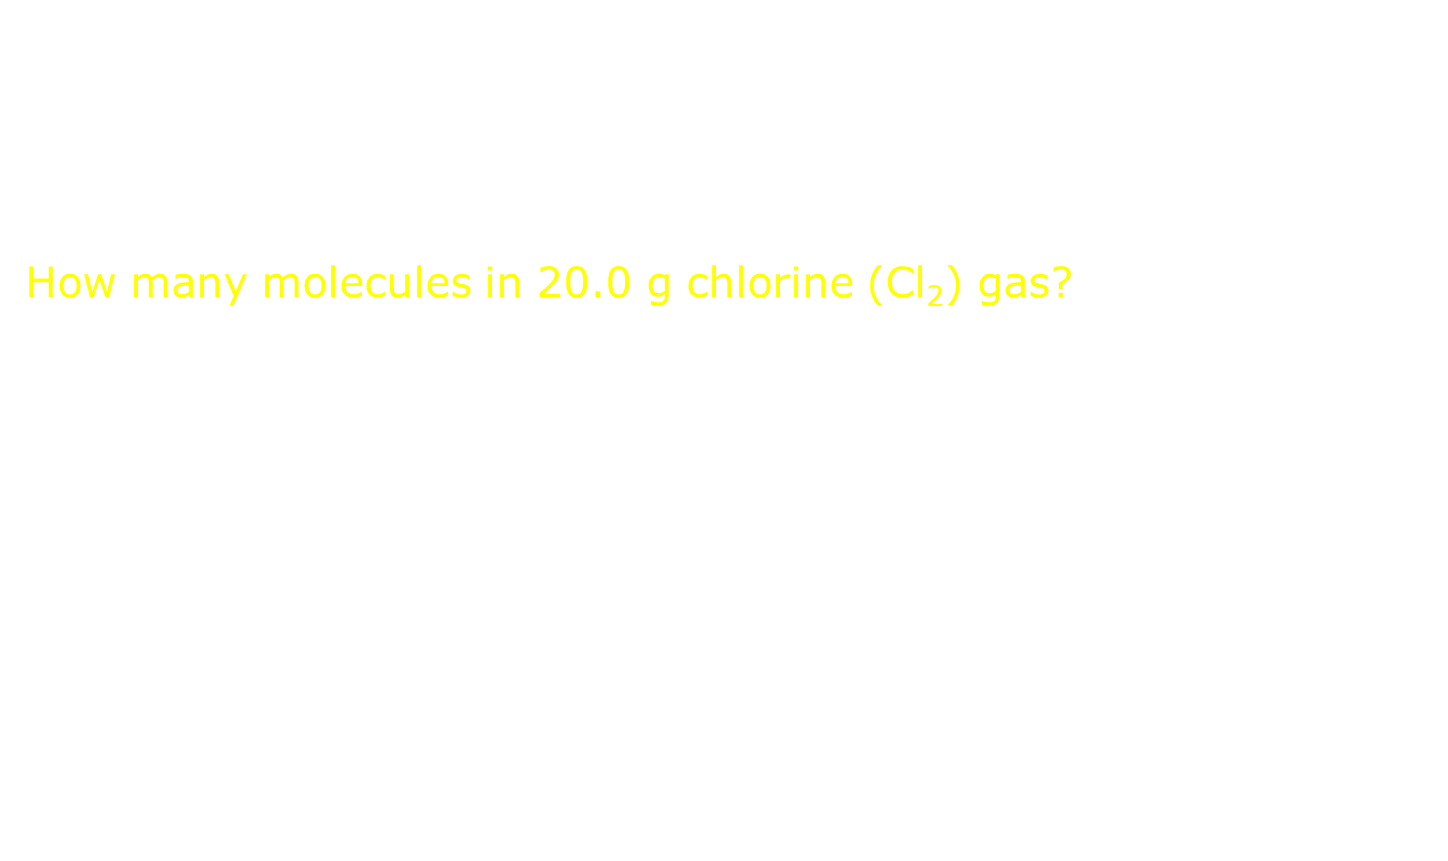 How many molecules in 20.0 g chlorine (Cl₂) gas?